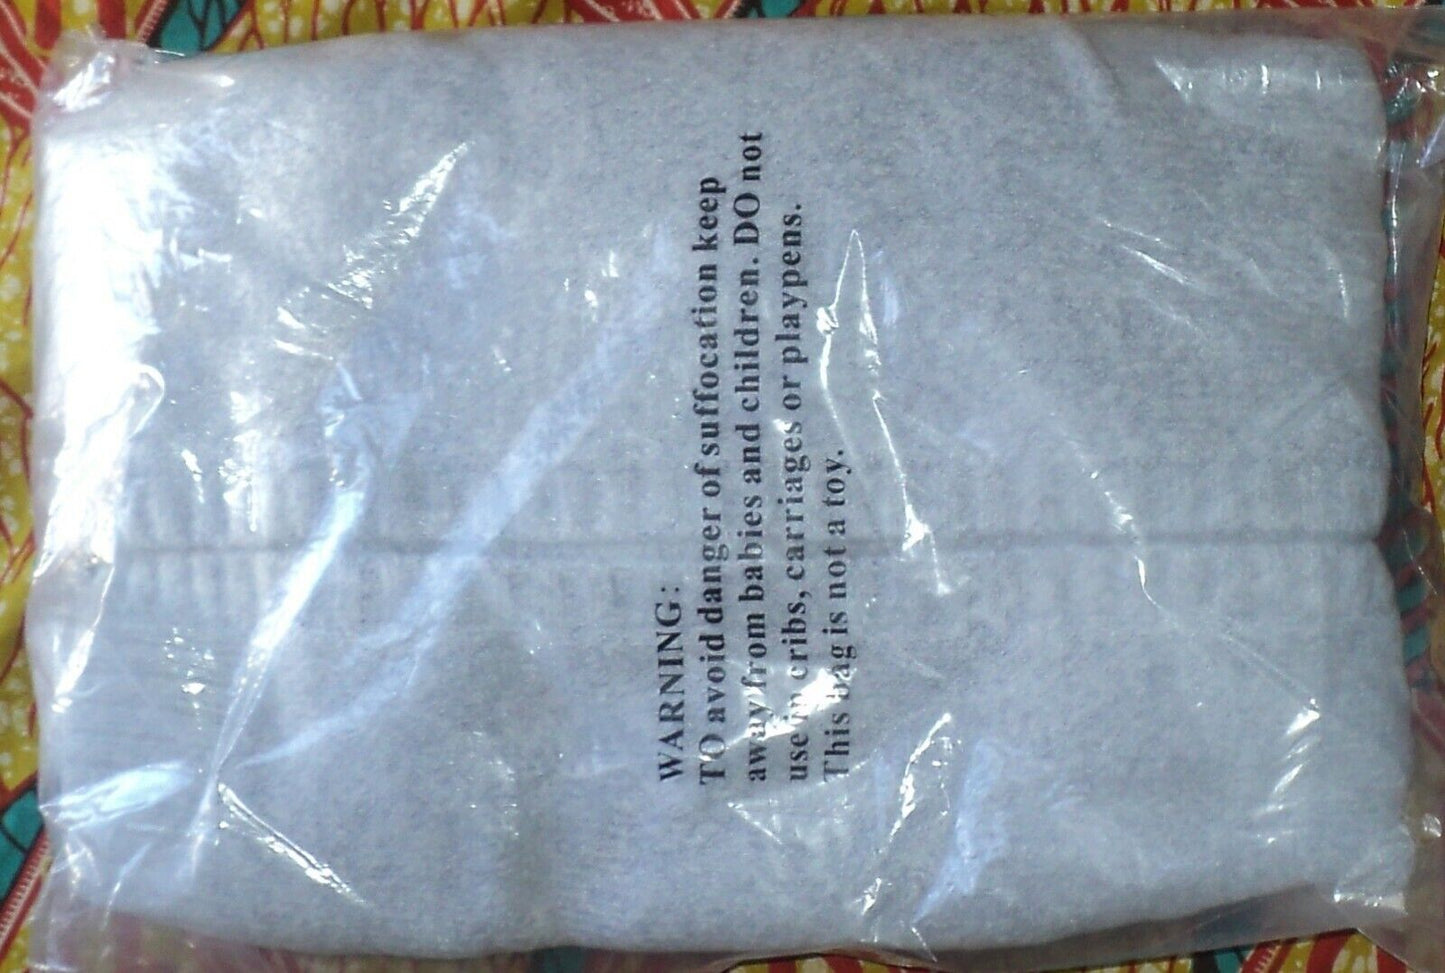 WARNING:
TO avoid danger of suffocation keep
away from babies and children. DO not
use in cribs, carriages or playpens.
This bag is not a toy.